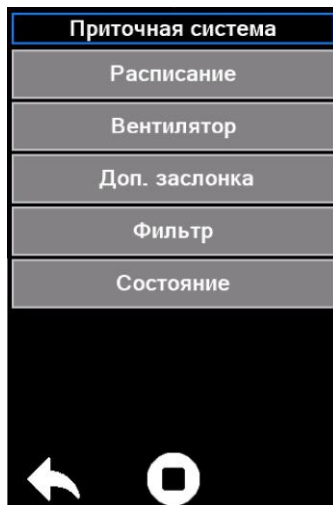 Приточная система
Расписание
Вентилятор
Доп. заслонка
Фильтр
Состояние